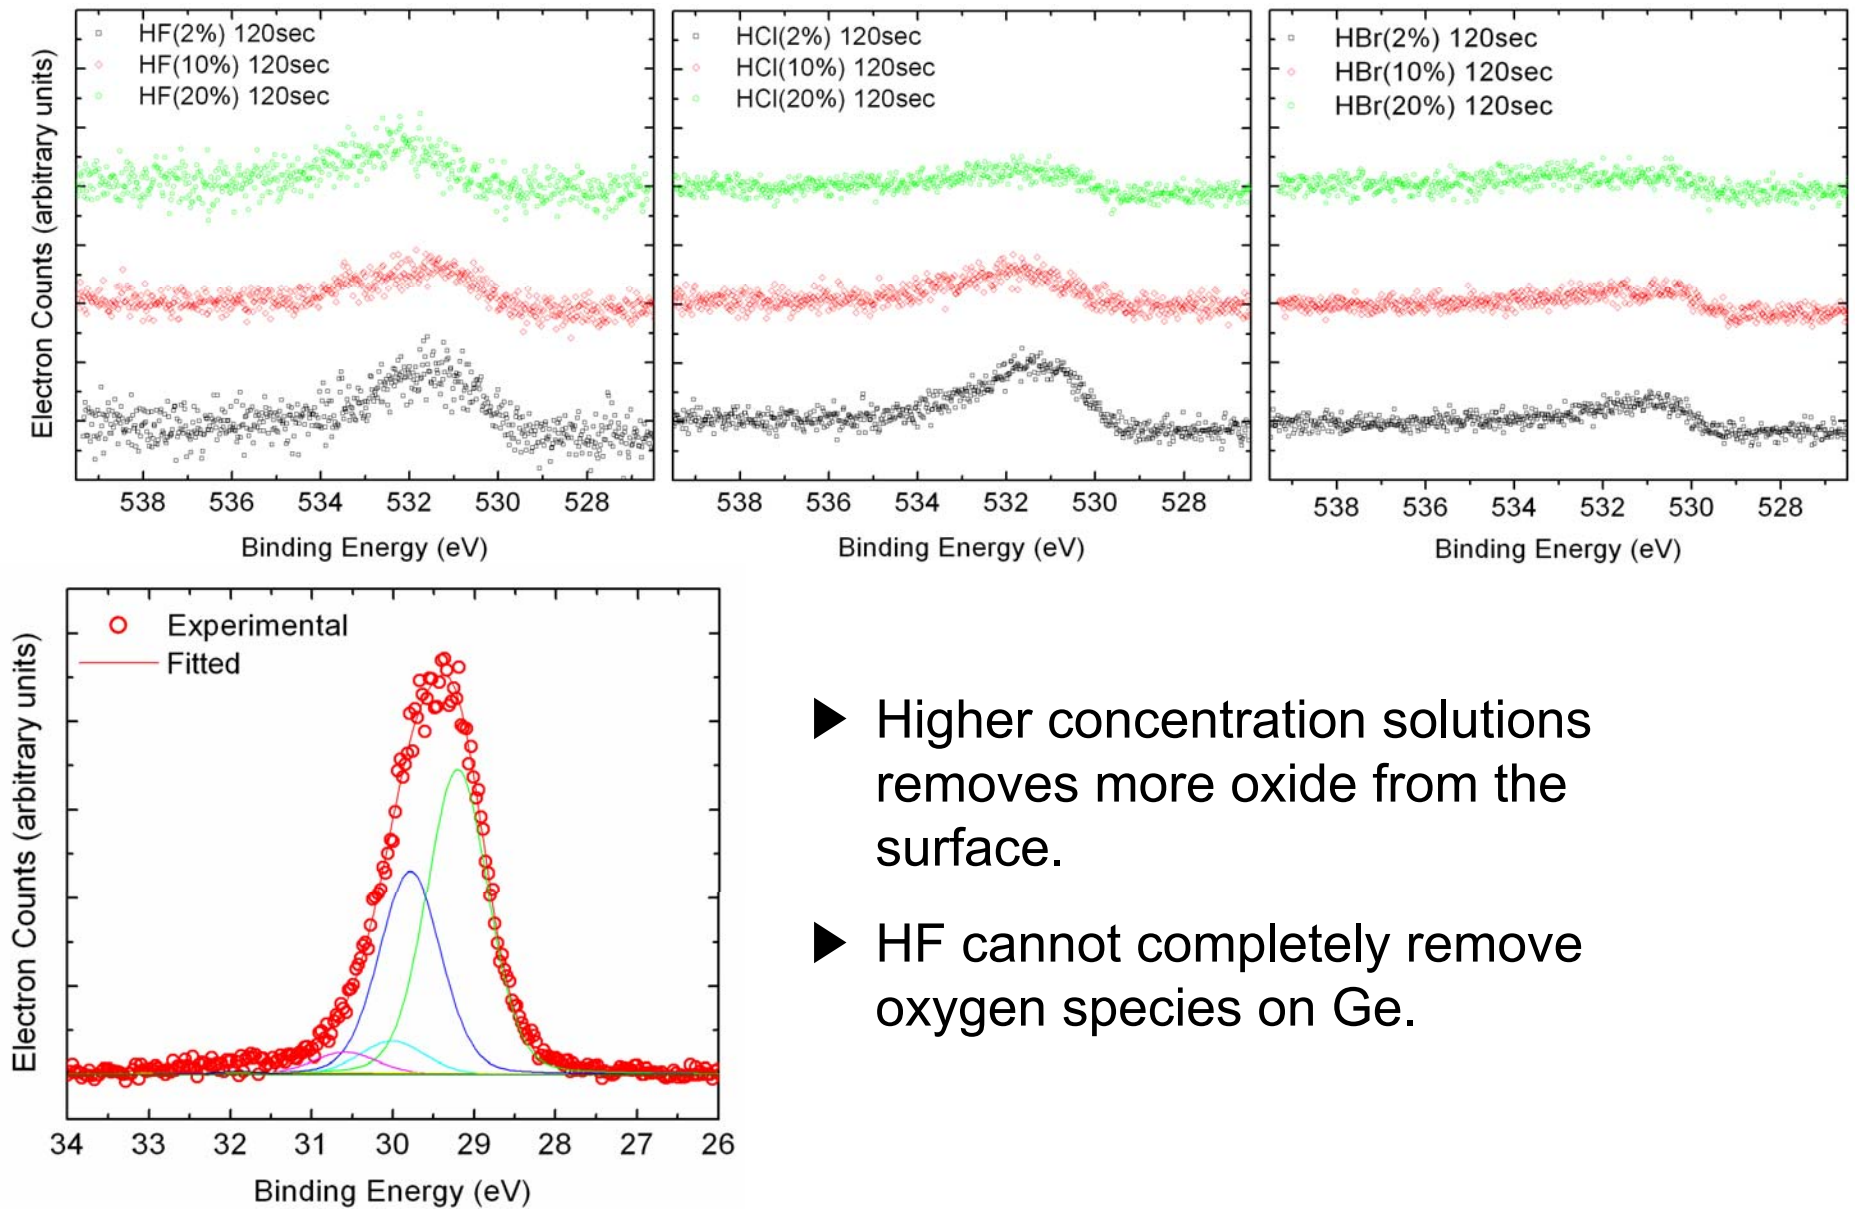 HF(2%) 120sec
HF(10%) 120sec
HF(20%) 120sec
Electron Counts (arbitrary units)
538 536 534 532 530 528
Binding Energy (eV)
HCl(2%) 120sec
HCl(10%) 120sec
HCl(20%) 120sec
538 536 534 532 530 528
Binding Energy (eV)
HBr(2%) 120sec
HBr(10%) 120sec
HBr(20%) 120sec
538 536 534 532 530 528
Binding Energy (eV)
Experimental
Fitted
Electron Counts (arbitrary units)
34 33 32 31 30 29 28 27 26
Binding Energy (eV)
▶ Higher concentration solutions
removes more oxide from the
surface.
▶ HF cannot completely remove
oxygen species on Ge.